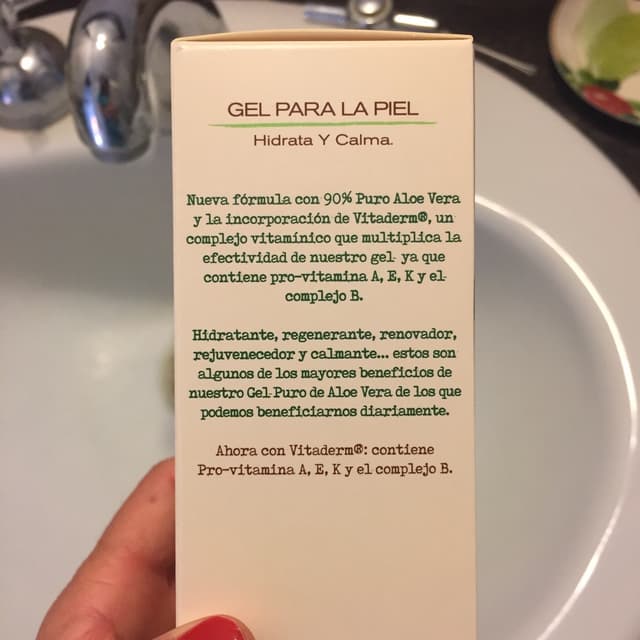 GEL PARA LA PIEL
Hidrata Y Calma.
Nueva fórmula con 90% Puro Aloe Vera
y la incorporación de Vitaderm®, un
complejo vitamínico que multiplica la
efectividad de nuestro gel ya que
contiene pro-vitamina A, E, K y el
complejo B.
Hidratante, regenerante, renovador,
rejuvenecedor y calmante... estos son
algunos de los mayores beneficios de
nuestro Gel Puro de Aloe Vera de los que
podemos beneficiarnos diariamente.
Ahora con Vitaderm®: contiene
Pro-vitamina A, E, K y el complejo B.